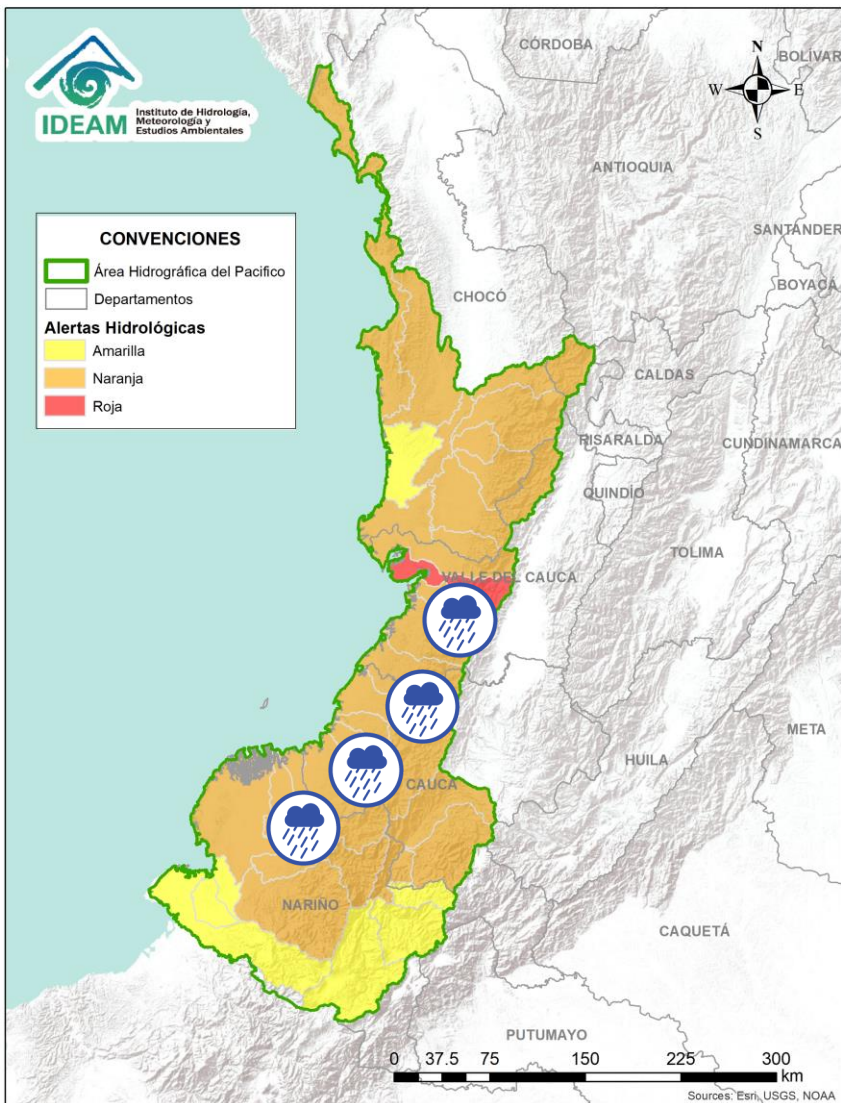 IDEAM
Instituto de Hidrología,
Meteorología y
Estudios Ambientales
CÓRDOBA
BOLÍVAR
N
W
E
S
ANTIOQUIA
SANTANDER
BOYACÁ
CONVENCIONES
Área Hidrográfica del Pacifico
Departamentos
Alertas Hidrológicas
Amarilla
Naranja
Roja
CHOCÓ
CALDAS
RISARALDA
CUNDINAMARCA
QUINDÍO
TOLIMA
VALLE DEL CAUCA
META
HUILA
CAUCA
NARIÑO
CAQUETÁ
PUTUMAYO
0 37.5 75 150 225 300
km
Sources: Esri, USGS, NOAA